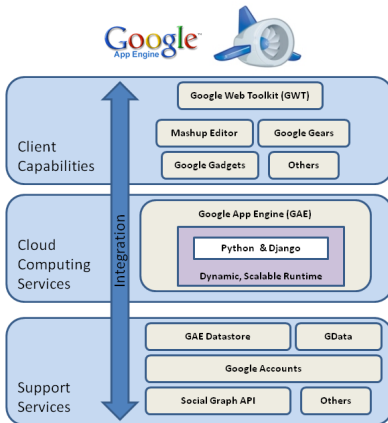 Google™
App Engine
Google Web Toolkit (GWT)
Client
Capabilities
Mashup Editor
Google Gears
Google Gadgets
Others
Integration
Cloud
Computing
Services
Google App Engine (GAE)
Python & Django
Dynamic, Scalable Runtime
Support
Services
GAE Datastore
GData
Google Accounts
Social Graph API
Others